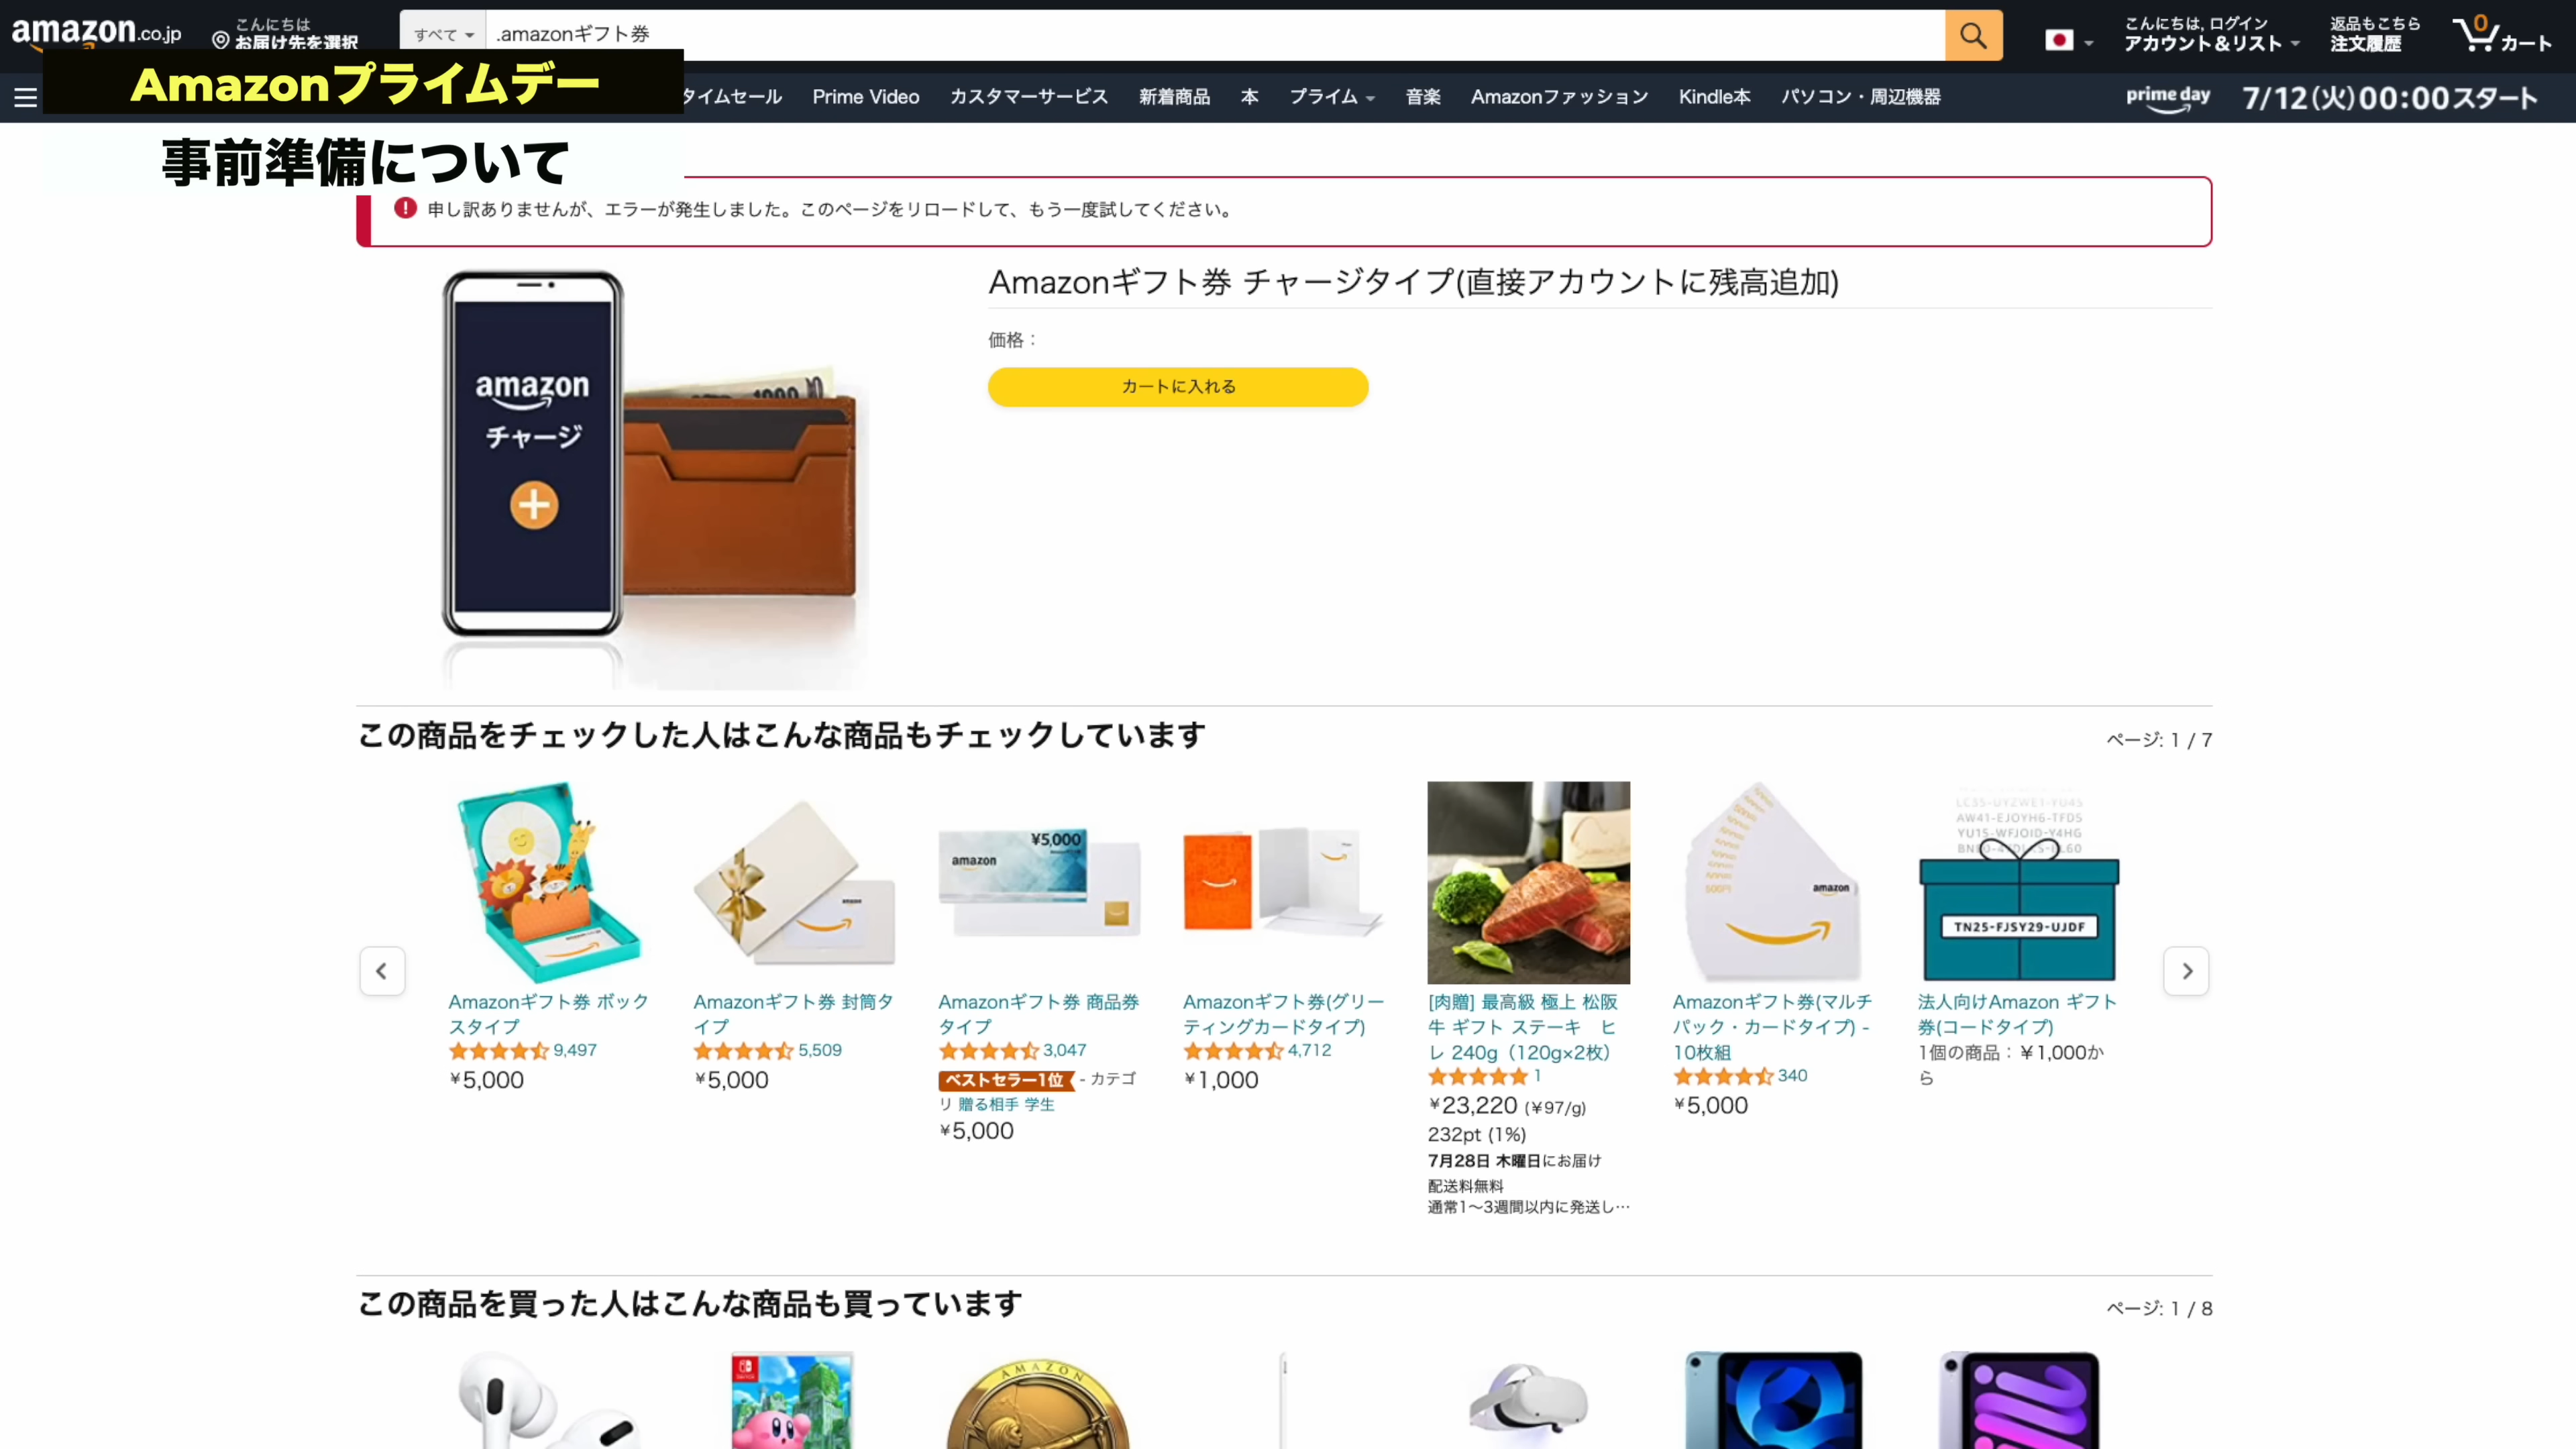 amazon.co.jp
こんにちは
お届け先を選択
すべて
.amazonギフト券
こんにちは, ログイン
アカウント&リスト
返品もこちら
注文履歴
0
カート
Amazonプライムデー
タイムセール
Prime Video
カスタマーサービス
新着商品
本
プライム
音楽
Amazonファッション
Kindle本
パソコン・周辺機器
prime day
7/12(火)00:00スタート
事前準備について
申し訳ありませんが、エラーが発生しました。このページをリロードして、もう一度試してください。
amazon
チャージ
Amazonギフト券 チャージタイプ(直接アカウントに残高追加)
価格：
カートに入れる
この商品をチェックした人はこんな商品もチェックしています
ページ: 1 / 7
Amazonギフト券 ボック
スタイプ
9,497
¥5,000
Amazonギフト券 封筒タ
イプ
5,509
¥5,000
¥5,000
amazon
Amazonギフト券 商品券
タイプ
3,047
ベストセラー1位 - カテゴ
リ 贈る相手 学生
¥5,000
Amazonギフト券(グリー
ティングカードタイプ)
4,712
¥1,000
[肉贈] 最高級 極上 松阪
牛 ギフト ステーキ　ヒ
レ 240g（120g×2枚）
1
¥23,220 (¥97/g)
232pt (1%)
7月28日 木曜日にお届け
配送料無料
通常1～3週間以内に発送し…
amazon
Amazonギフト券(マルチ
パック・カードタイプ) -
10枚組
340
¥5,000
AW41-EJOYH6-TFD5
YU15-WFJOID-Y4HG
TN25-FJSY29-UJDF
法人向けAmazon ギフト
券(コードタイプ)
1個の商品：¥1,000か
ら
この商品を買った人はこんな商品も買っています
ページ: 1 / 8
AMAZON